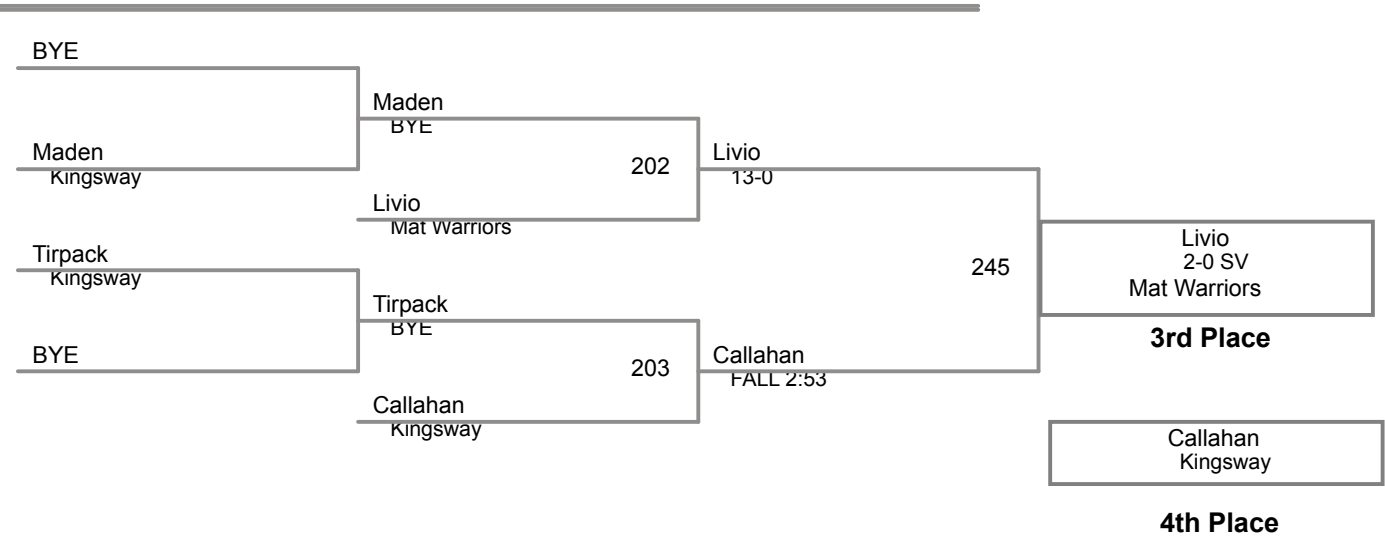 BYE
Maden
BYE
Maden
Kingsway
202
Livio
13-0
Livio
Mat Warriors
Tirpack
Kingsway
245
Livio
2-0 SV
Mat Warriors
3rd Place
Tirpack
BYE
BYE
203
Callahan
FALL 2:53
Callahan
Kingsway
Callahan
Kingsway
4th Place